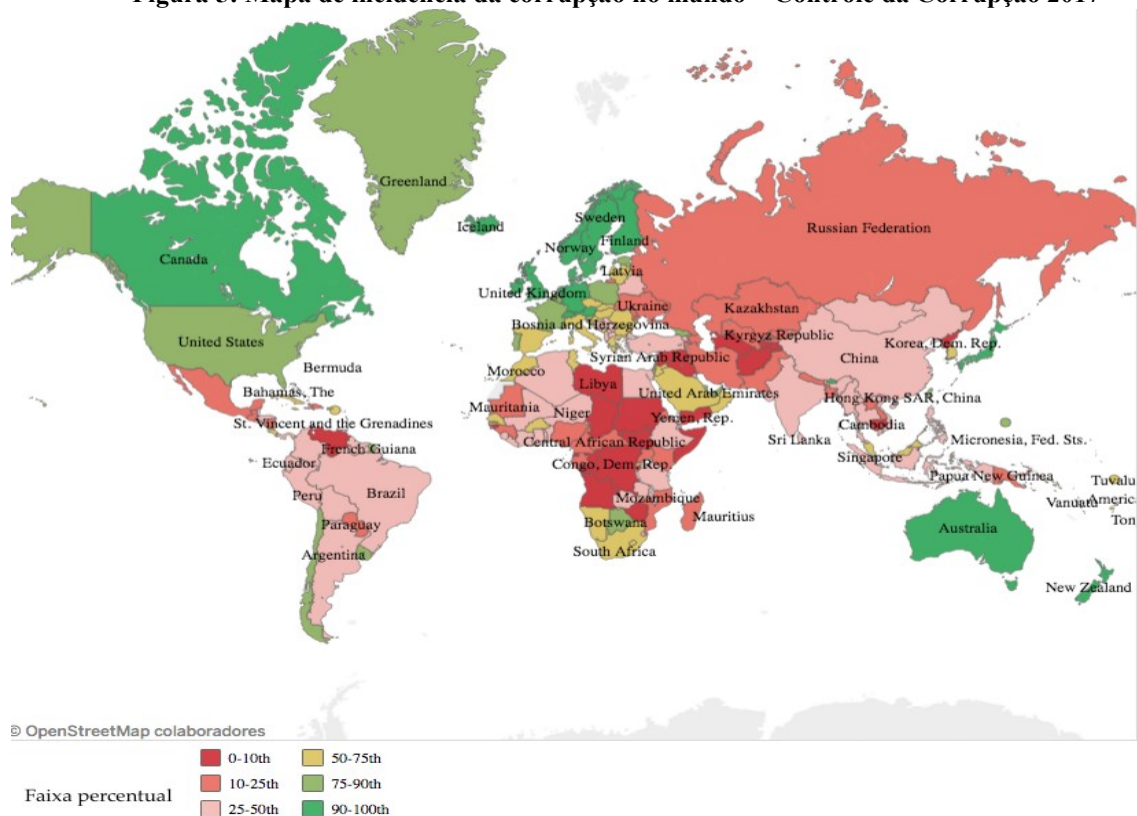 Figura 3: Mapa de incidência da corrupção no mundo – Controle da Corrupção 2017
Greenland
Iceland
Sweden
Finland
Norway
Russian Federation
Canada
Latvia
United Kingdom
Ukraine
Kazakhstan
Bosnia and Herzegovina
Kyrgyz Republic
United States
Korea, Dem. Rep.
Syrian Arab Republic
China
Bermuda
Morocco
Libya
Bahamas, The
United Arab Emirates
Mauritania
Niger
Yemen, Rep.
Hong Kong SAR, China
St. Vincent and the Grenadines
Cambodia
Central African Republic
Sri Lanka
Micronesia, Fed. Sts.
French Guiana
Ecuador
Congo, Dem. Rep.
Singapore
Papua New Guinea
Tuvalu
Peru
Brazil
Mozambique
Vanuatu
America
Mauritius
Ton
Paraguay
Botswana
Australia
Argentina
South Africa
New Zealand
© OpenStreetMap colaboradores
Faixa percentual
0-10th
50-75th
10-25th
75-90th
25-50th
90-100th